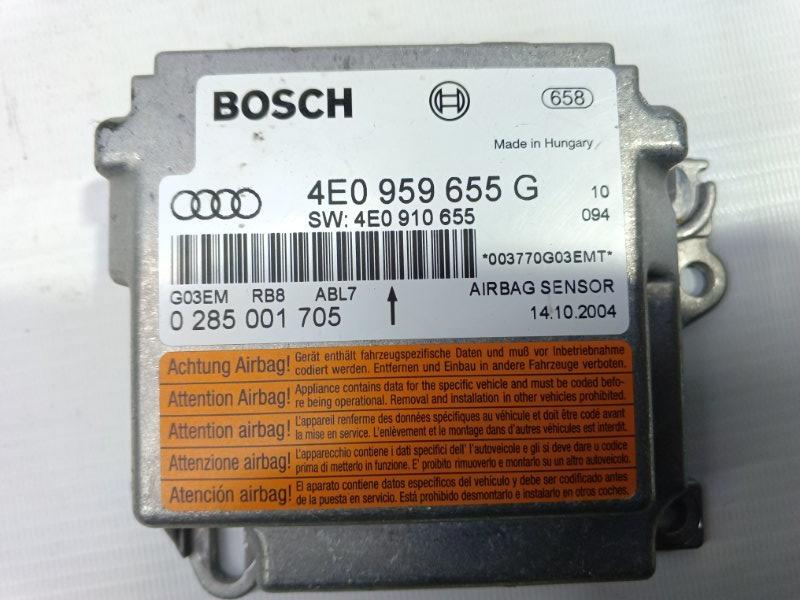 BOSCH
658
Made in Hungary
4E0 959 655 G 10
SW: 4E0 910 655 094
*003770G03EMT*
G03EM RB8 ABL7 AIRBAG SENSOR
0 285 001 705 14.10.2004
Achtung Airbag! Gerät enthält fahrzeugspezifische Daten und muß vor Inbetriebnahme
codiert werden. Entfernen und Einbau in andere Fahrzeuge verboten.
Attention Airbag! Appliance contains data for the specific vehicle and must be coded befo-
re being operational. Removal and installation in other vehicles prohibited.
Attention airbag! L'appareil renferme des données spécifiques au véhicule et doit être codé avant
la mise en service. L'enlèvement et le montage dans d'autres véhicules est interdit.
Attenzione airbag! L'apparecchio contiene i dati specifici dell' l'autoveicolo e gli si deve dare u codice
prima di metterlo in funzione. E' proibito rimuoverlo e montarlo su un altro autoveicolo.
Atención airbag! El aparato contiene datos específicos del vehículo y debe ser codificado antes
de la puesta en servicio. Está prohibido desmontarlo e instalarlo en otros coches.